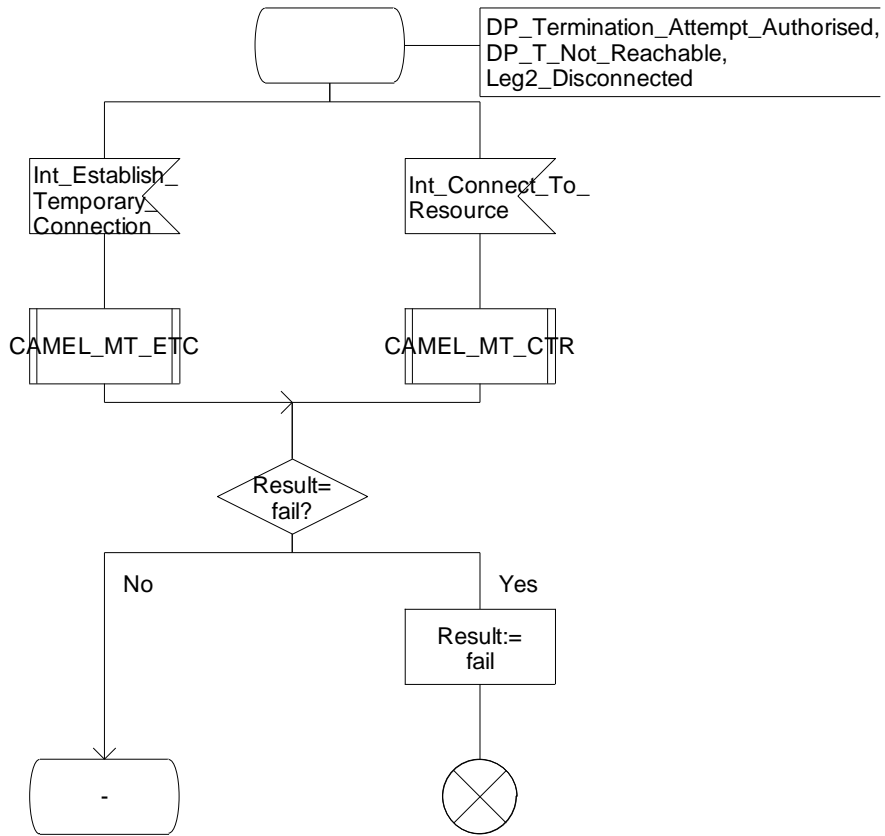 DP_Termination_Attempt_Authorised,
DP_T_Not_Reachable,
Leg2_Disconnected
Int_Establish_
Temporary_
Connection
Int_Connect_To_
Resource
CAMEL_MT_ETC
CAMEL_MT_CTR
Result=
fail?
No
Yes
Result:=
fail
-